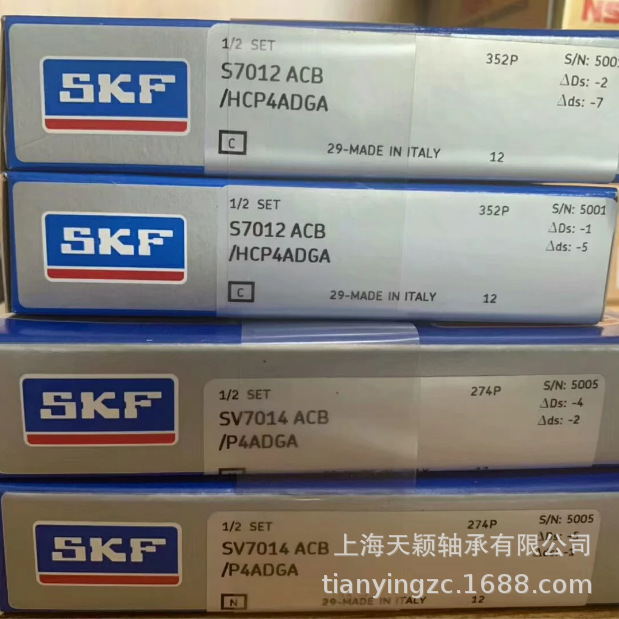 NS
SKF
1/2 SET
S7012 ACB
/HCP4ADGA
C
29-MADE IN ITALY
12
352P
S/N: 5001
ΔDs: -2
Δds: -7
SKF
1/2 SET
S7012 ACB
/HCP4ADGA
C
29-MADE IN ITALY
12
352P
S/N: 5001
ΔDs: -1
Δds: -5
SKF
1/2 SET
SV7014 ACB
/P4ADGA
12
274P
S/N: 5005
ΔDs: -4
Δds: -2
SKF
1/2 SET
SV7014 ACB
/P4ADGA
N
29-MADE IN ITALY
12
274P
S/N: 5005
上海天颖轴承有限公司
tianyingzc.1688.com